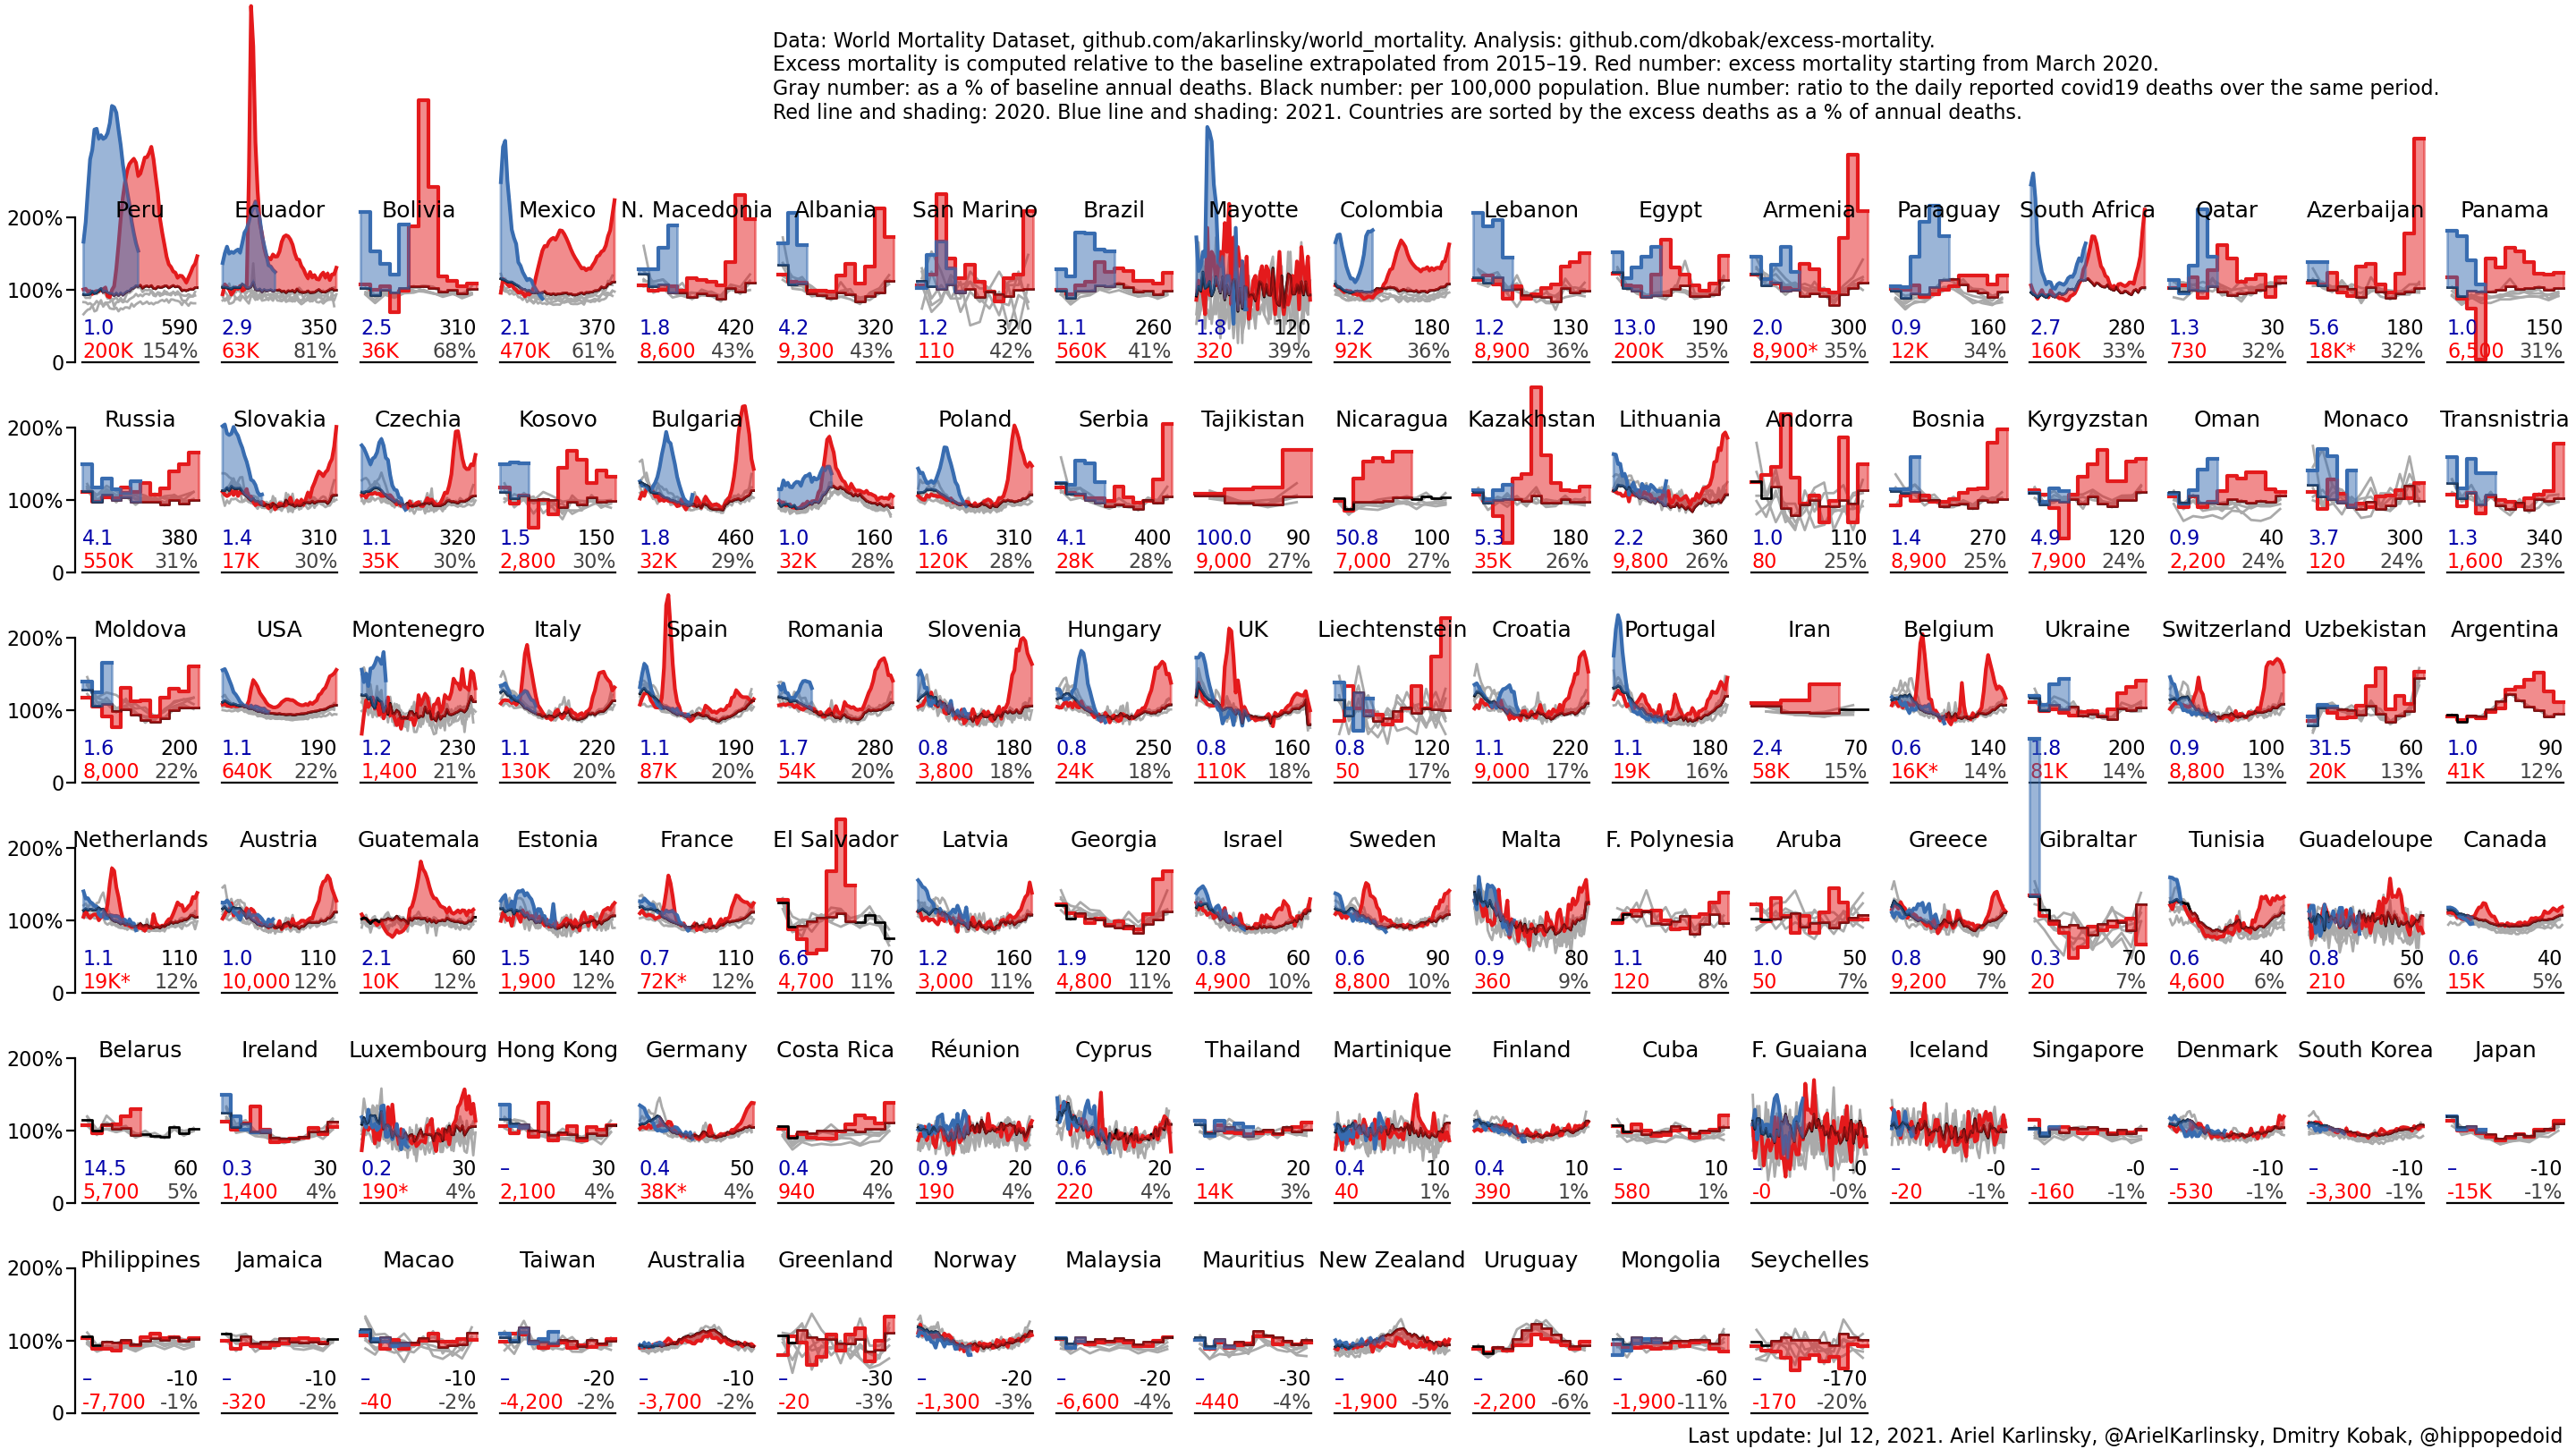 Data: World Mortality Dataset, github.com/akarlinsky/world_mortality. Analysis: github.com/dkobak/excess-mortality.
Excess mortality is computed relative to the baseline extrapolated from 2015–19. Red number: excess mortality starting from March 2020.
Gray number: as a % of baseline annual deaths. Black number: per 100,000 population. Blue number: ratio to the daily reported covid19 deaths over the same period.
Red line and shading: 2020. Blue line and shading: 2021. Countries are sorted by the excess deaths as a % of annual deaths.
200% Peru Ecuador Bolivia Mexico N. Macedonia Albania San Marino Brazil Mayotte Colombia Lebanon Egypt Armenia Paraguay South Africa Qatar Azerbaijan Panama
100%
1.0 590 2.9 350 2.5 310 2.1 370 1.8 420 4.2 320 1.2 320 1.1 260 1.8 120 1.2 180 1.2 130 13.0 190 2.0 300 0.9 160 2.7 280 1.3 30 5.6 180 1.0 150
200K 154% 63K 81% 36K 68% 470K 61% 8,600 43% 9,300 43% 110 42% 560K 41% 320 39% 92K 36% 8,900 36% 200K 35% 8,900* 35% 12K 34% 160K 33% 730 32% 18K* 32% 6,500 31%
0
200% Russia Slovakia Czechia Kosovo Bulgaria Chile Poland Serbia Tajikistan Nicaragua Kazakhstan Lithuania Andorra Bosnia Kyrgyzstan Oman Monaco Transnistria
100%
4.1 380 1.4 310 1.1 320 1.5 150 1.8 460 1.0 160 1.6 310 4.1 400 100.0 90 50.8 100 5.3 180 2.2 360 1.0 110 1.4 270 4.9 120 0.9 40 3.7 300 1.3 340
550K 31% 17K 30% 35K 30% 2,800 30% 32K 29% 32K 28% 120K 28% 28K 28% 9,000 27% 7,000 27% 35K 26% 9,800 26% 80 25% 8,900 25% 7,900 24% 2,200 24% 120 24% 1,600 23%
0
200% Moldova USA Montenegro Italy Spain Romania Slovenia Hungary UK Liechtenstein Croatia Portugal Iran Belgium Ukraine Switzerland Uzbekistan Argentina
100%
1.6 200 1.1 190 1.2 230 1.1 220 1.1 190 1.7 280 0.8 180 0.8 250 0.8 160 0.8 120 1.1 220 1.1 180 2.4 70 0.6 140 1.8 200 0.9 100 31.5 60 1.0 90
8,000 22% 640K 22% 1,400 21% 130K 20% 87K 20% 54K 20% 3,800 18% 24K 18% 110K 18% 50 17% 9,000 17% 19K 16% 58K 15% 16K* 14% 81K 14% 8,800 13% 20K 13% 41K 12%
0
200% Netherlands Austria Guatemala Estonia France El Salvador Latvia Georgia Israel Sweden Malta F. Polynesia Aruba Greece Gibraltar Tunisia Guadeloupe Canada
100%
1.1 110 1.0 110 2.1 60 1.5 140 0.7 110 6.6 70 1.2 160 1.9 120 0.8 60 0.6 90 0.9 80 1.1 40 1.0 50 0.8 90 0.3 70 0.6 40 0.8 50 0.6 40
19K* 12% 10,000 12% 10K 12% 1,900 12% 72K* 12% 4,700 11% 3,000 11% 4,800 11% 4,900 10% 8,800 10% 360 9% 120 8% 50 7% 9,200 7% 20 7% 4,600 6% 210 6% 15K 5%
0
200% Belarus Ireland Luxembourg Hong Kong Germany Costa Rica Réunion Cyprus Thailand Martinique Finland Cuba F. Guaiana Iceland Singapore Denmark South Korea Japan
100%
14.5 60 0.3 30 0.2 30 – 30 0.4 50 0.4 20 0.9 20 0.6 20 – 20 0.4 10 0.4 10 – 10 – -0 – -0 – -0 – -10 – -10 – -10
5,700 5% 1,400 4% 190* 4% 2,100 4% 38K* 4% 940 4% 190 4% 220 4% 14K 3% 40 1% 390 1% 580 1% -0 -0% -20 -1% -160 -1% -530 -1% -3,300 -1% -15K -1%
0
200% Philippines Jamaica Macao Taiwan Australia Greenland Norway Malaysia Mauritius New Zealand Uruguay Mongolia Seychelles
100%
– -10 – -10 – -10 – -20 – -10 – -30 – -20 – -20 – -30 – -40 – -60 – -60 – -170
-7,700 -1% -320 -2% -40 -2% -4,200 -2% -3,700 -2% -20 -3% -1,300 -3% -6,600 -4% -440 -4% -1,900 -5% -2,200 -6% -1,900 -11% -170 -20%
0
Last update: Jul 12, 2021. Ariel Karlinsky, @ArielKarlinsky, Dmitry Kobak, @hippopedoid